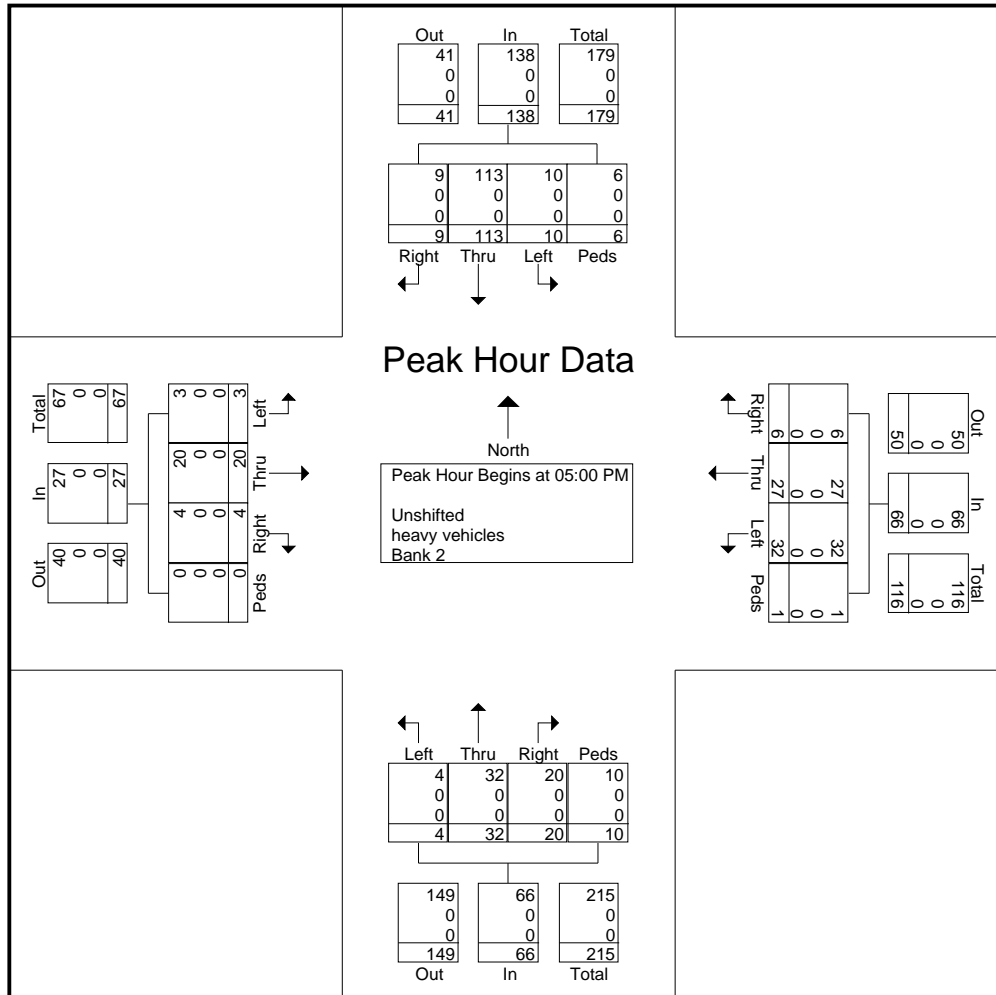 Out In Total
41 138 179
0 0 0
0 0 0
41 138 179
9 113 10 6
0 0 0 0
0 0 0 0
9 113 10 6
Right Thru Left Peds
Peak Hour Data
North
Peak Hour Begins at 05:00 PM
Unshifted
heavy vehicles
Bank 2
Total
67 0 0 67
In
27 0 0 27
Out
40 0 0 40
3 0 0 3
Left
20 0 0 20
Thru
4 0 0 4
Right
0 0 0 0
Peds
Right
6 0 0 6
Thru
27 0 0 27
Left
32 0 0 32
Peds
1 0 0 1
Out
50 0 0 50
In
66 0 0 66
Total
116 0 0 116
Left Thru Right Peds
4 32 20 10
0 0 0 0
0 0 0 0
4 32 20 10
149 66 215
0 0 0
0 0 0
149 66 215
Out In Total